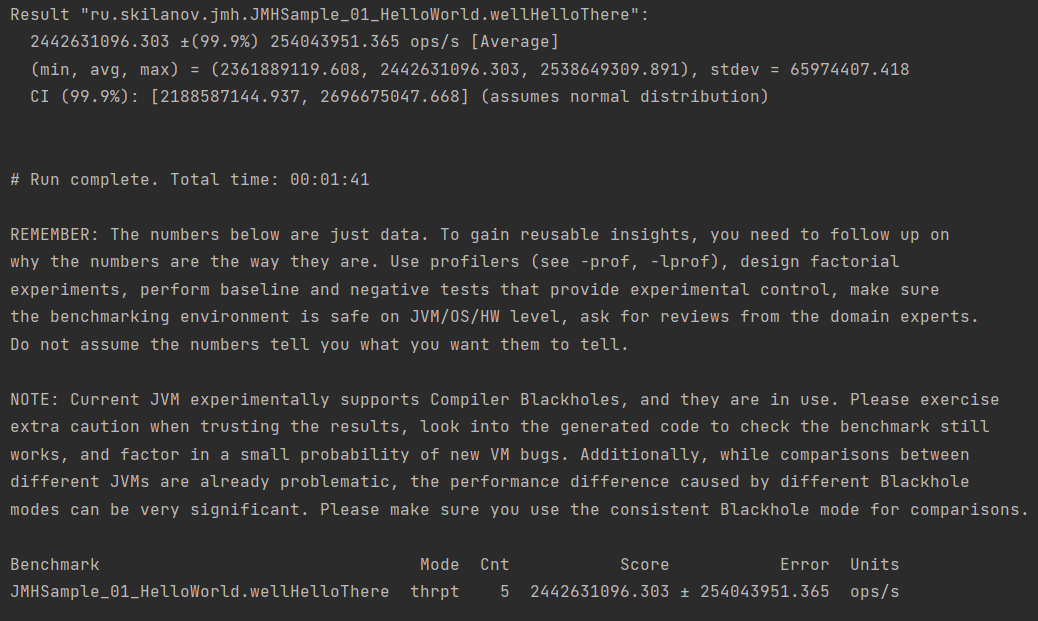 Result "ru.skilanov.jmh.JMHSample_01_HelloWorld.wellHelloThere":
2442631096.303 ±(99.9%) 254043951.365 ops/s [Average]
(min, avg, max) = (2361889119.608, 2442631096.303, 2538649309.891), stdev = 65974407.418
CI (99.9%): [2188587144.937, 2696675047.668] (assumes normal distribution)
# Run complete. Total time: 00:01:41
REMEMBER: The numbers below are just data. To gain reusable insights, you need to follow up on
why the numbers are the way they are. Use profilers (see -prof, -lprof), design factorial
experiments, perform baseline and negative tests that provide experimental control, make sure
the benchmarking environment is safe on JVM/OS/HW level, ask for reviews from the domain experts.
Do not assume the numbers tell you what you want them to tell.
NOTE: Current JVM experimentally supports Compiler Blackholes, and they are in use. Please exercise
extra caution when trusting the results, look into the generated code to check the benchmark still
works, and factor in a small probability of new VM bugs. Additionally, while comparisons between
different JVMs are already problematic, the performance difference caused by different Blackhole
modes can be very significant. Please make sure you use the consistent Blackhole mode for comparisons.
Benchmark Mode Cnt Score Error Units
JMHSample_01_HelloWorld.wellHelloThere thrpt 5 2442631096.303 ± 254043951.365 ops/s